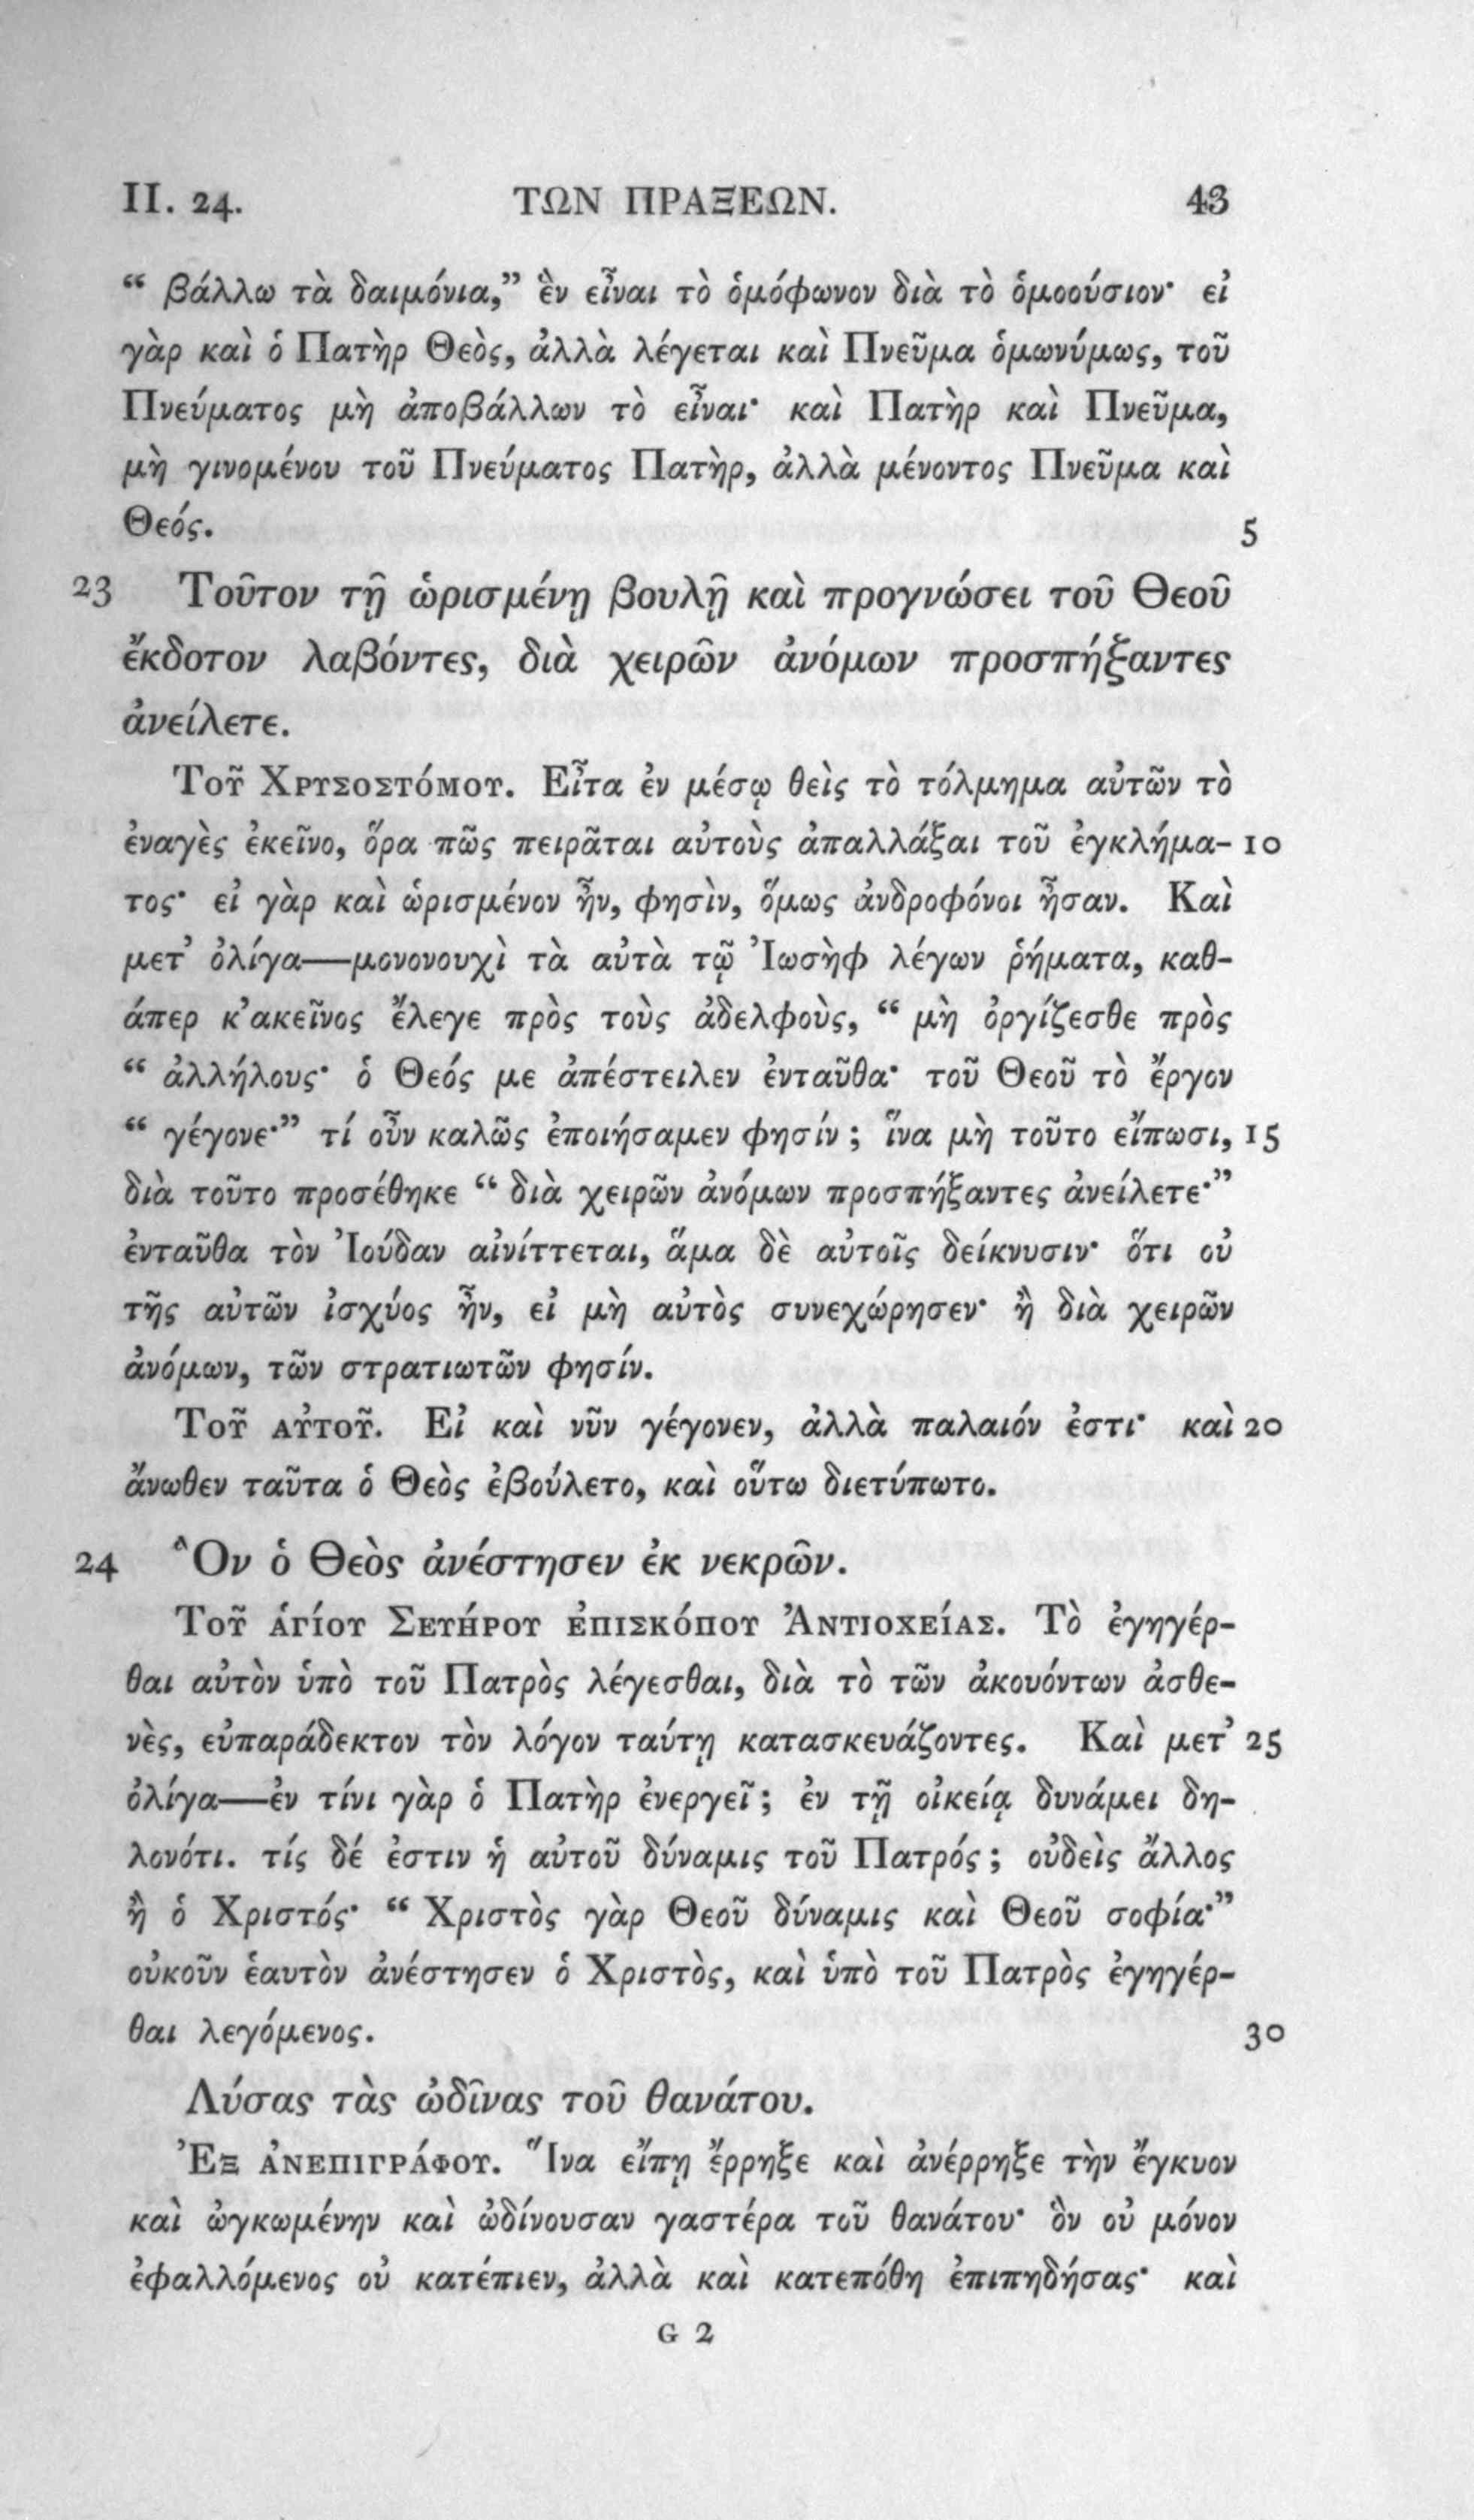 II. 24. ΤΩΝ ΠΡΑΞΕΩΝ. 43
“ βάλλω τὰ δαιμόνια,” ἓν εἶναι τὸ ὁμόφωνον διὰ τὸ ὁμοούσιον· εἰ
γὰρ καὶ ὁ Πατὴρ Θεὸς, ἀλλὰ λέγεται καὶ Πνεῦμα ὁμωνύμως, τοῦ
Πνεύματος μὴ ἀποβάλλων τὸ εἶναι· καὶ Πατὴρ καὶ Πνεῦμα,
μὴ γινομένου τοῦ Πνεύματος Πατὴρ, ἀλλὰ μένοντος Πνεῦμα καὶ
Θεός. 5
23 Τοῦτον τῇ ὡρισμένῃ βουλῇ καὶ προγνώσει τοῦ Θεοῦ
ἔκδοτον λαβόντες, διὰ χειρῶν ἀνόμων προσπήξαντες
ἀνείλετε.
Τοῦ Χρυσοστόμου. Εἶτα ἐν μέσῳ θεὶς τὸ τόλμημα αὐτῶν τὸ
ἐναγὲς ἐκεῖνο, ὅρα πῶς πειρᾶται αὐτοὺς ἀπαλλάξαι τοῦ ἐγκλήμα- 10
τος· εἰ γὰρ καὶ ὡρισμένον ἦν, φησὶν, ὅμως ἀνδροφόνοι ἦσαν. Καὶ
μετ’ ὀλίγα—μονονουχὶ τὰ αὐτὰ τῷ Ἰωσὴφ λέγων ῥήματα, καθ-
άπερ κ’ακεῖνος ἔλεγε πρὸς τοὺς ἀδελφοὺς, “ μὴ ὀργίζεσθε πρὸς
“ ἀλλήλους· ὁ Θεός με ἀπέστειλεν ἐνταῦθα· τοῦ Θεοῦ τὸ ἔργον
“ γέγονε·” τί οὖν καλῶς ἐποιήσαμεν φησίν ; ἵνα μὴ τοῦτο εἴπωσι, 15
διὰ τοῦτο προσέθηκε “ διὰ χειρῶν ἀνόμων προσπήξαντες ἀνείλετε·”
ἐνταῦθα τὸν Ἰούδαν αἰνίττεται, ἅμα δὲ αὐτοῖς δείκνυσιν· ὅτι οὐ
τῆς αὐτῶν ἰσχύος ἦν, εἰ μὴ αὐτὸς συνεχώρησεν· ἢ διὰ χειρῶν
ἀνόμων, τῶν στρατιωτῶν φησίν.
Τοῦ αὐτοῦ. Εἰ καὶ νῦν γέγονεν, ἀλλὰ παλαιόν ἐστι· καὶ 20
ἄνωθεν ταῦτα ὁ Θεὸς ἐβούλετο, καὶ οὕτω διετύπωτο.
24 Ὃν ὁ Θεὸς ἀνέστησεν ἐκ νεκρῶν.
Τοῦ ἁγίου Σευήρου ἐπισκόπου Ἀντιοχείας. Τὸ ἐγηγέρ-
θαι αὐτὸν ὑπὸ τοῦ Πατρὸς λέγεσθαι, διὰ τὸ τῶν ἀκουόντων ἀσθε-
νὲς, εὐπαράδεκτον τὸν λόγον ταύτῃ κατασκευάζοντες. Καὶ μετ’ 25
ὀλίγα—ἐν τίνι γὰρ ὁ Πατὴρ ἐνεργεῖ ; ἐν τῇ οἰκείᾳ δυνάμει δη-
λονότι. τίς δέ ἐστιν ἡ αὐτοῦ δύναμις τοῦ Πατρός ; οὐδεὶς ἄλλος
ἢ ὁ Χριστός· “ Χριστὸς γὰρ Θεοῦ δύναμις καὶ Θεοῦ σοφία·”
οὐκοῦν ἑαυτὸν ἀνέστησεν ὁ Χριστὸς, καὶ ὑπὸ τοῦ Πατρὸς ἐγηγέρ-
θαι λεγόμενος. 30
Λύσας τὰς ὠδῖνας τοῦ θανάτου.
Ἐξ ἀνεπιγράφου. Ἵνα εἴπῃ ἔρρηξε καὶ ἀνέρρηξε τὴν ἔγκυον
καὶ ὠγκωμένην καὶ ὠδίνουσαν γαστέρα τοῦ θανάτου· ὃν οὐ μόνον
ἐφαλλόμενος οὐ κατέπιεν, ἀλλὰ καὶ κατεπόθη ἐπιπηδήσας· καὶ
G 2